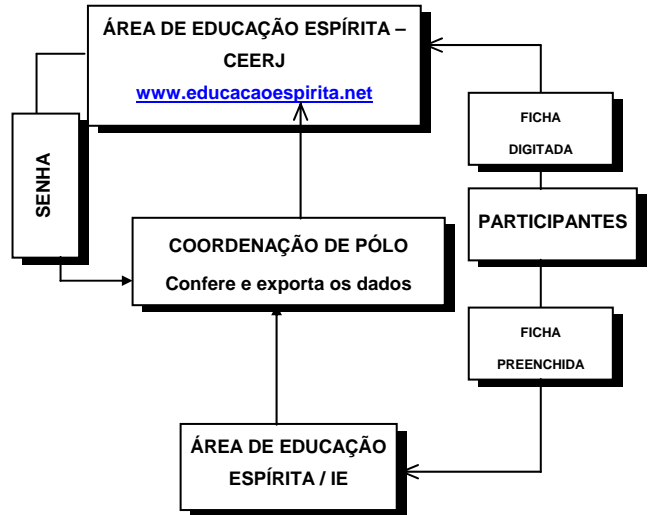 ÁREA DE EDUCAÇÃO ESPÍRITA –
CEERJ
www.educacaoespirita.net
FICHA
DIGITADA
SENHA
PARTICIPANTES
COORDENAÇÃO DE PÓLO
Confere e exporta os dados
FICHA
PREENCHIDA
ÁREA DE EDUCAÇÃO
ESPÍRITA / IE